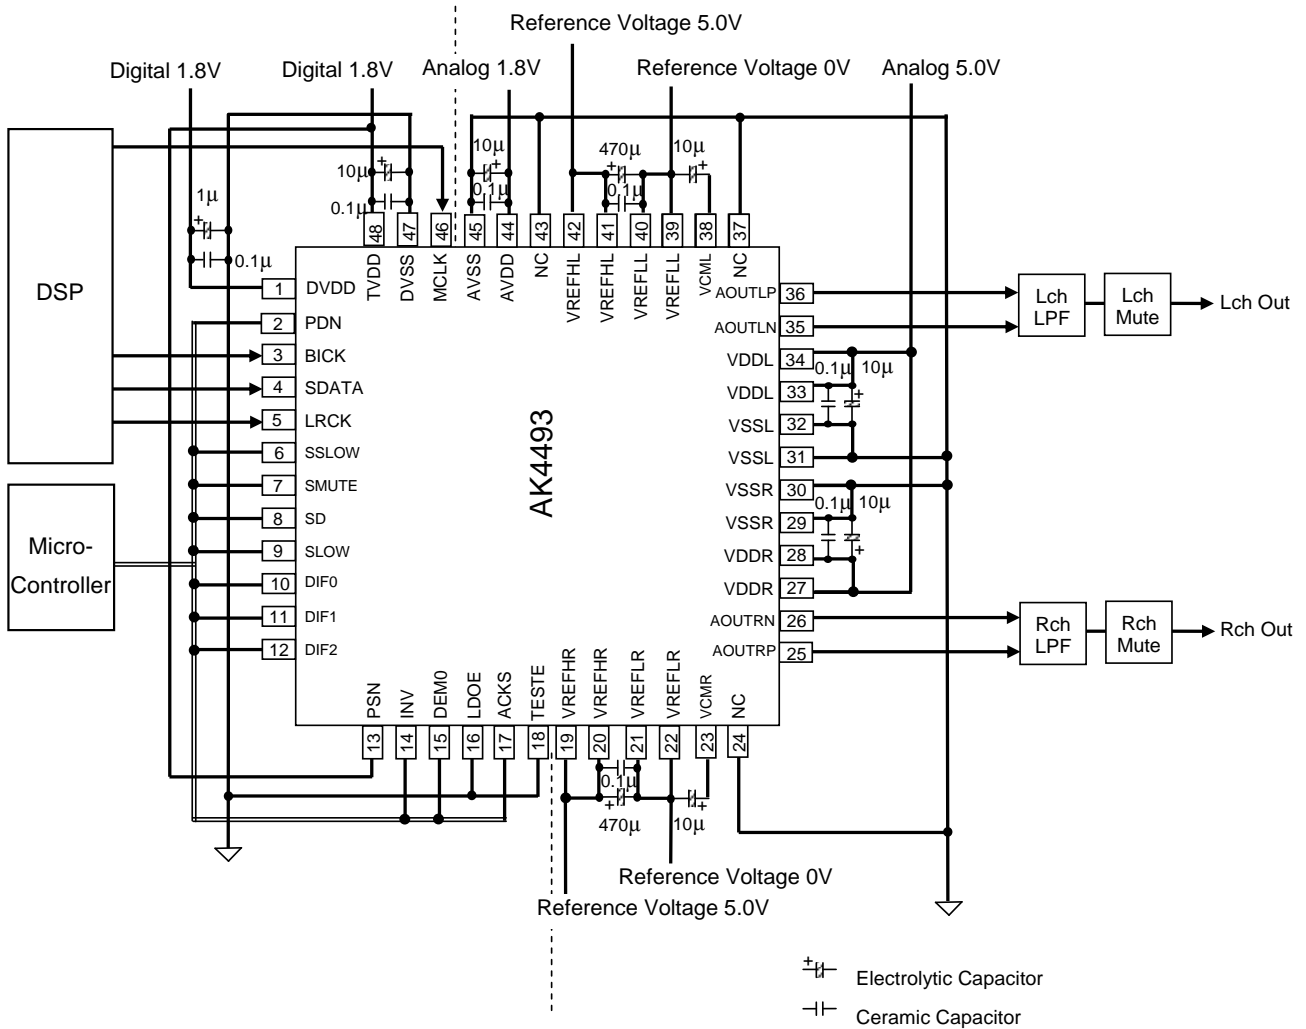 Reference Voltage 5.0V
Digital 1.8V
Digital 1.8V
Analog 1.8V
Reference Voltage 0V
Analog 5.0V
DSP
Micro-
Controller
1μ
0.1μ
10μ
0.1μ
10μ
0.1μ
470μ
0.1μ
10μ
48
47
46
45
44
43
42
41
40
39
38
37
TVDD
DVSS
MCLK
AVSS
AVDD
NC
VREFHL
VREFHL
VREFLL
VREFLL
VCML
NC
1 DVDD
2 PDN
3 BICK
4 SDATA
5 LRCK
6 SSLOW
7 SMUTE
8 SD
9 SLOW
10 DIF0
11 DIF1
12 DIF2
AK4493
AOUTLP 36
AOUTLN 35
VDDL 34
VDDL 33
VSSL 32
VSSL 31
VSSR 30
VSSR 29
VDDR 28
VDDR 27
AOUTRN 26
AOUTRP 25
0.1μ 10μ
0.1μ 10μ
Lch
LPF
Lch
Mute
Lch Out
Rch
LPF
Rch
Mute
Rch Out
PSN
INV
DEM0
LDOE
ACKS
TESTE
VREFHR
VREFHR
VREFLR
VREFLR
VCMR
NC
13
14
15
16
17
18
19
20
21
22
23
24
0.1μ
470μ
10μ
Reference Voltage 0V
Reference Voltage 5.0V
Electrolytic Capacitor
Ceramic Capacitor